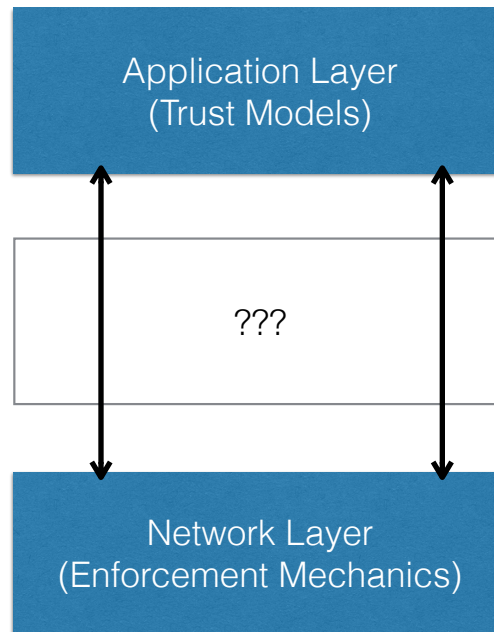 Application Layer
(Trust Models)
???
Network Layer
(Enforcement Mechanics)